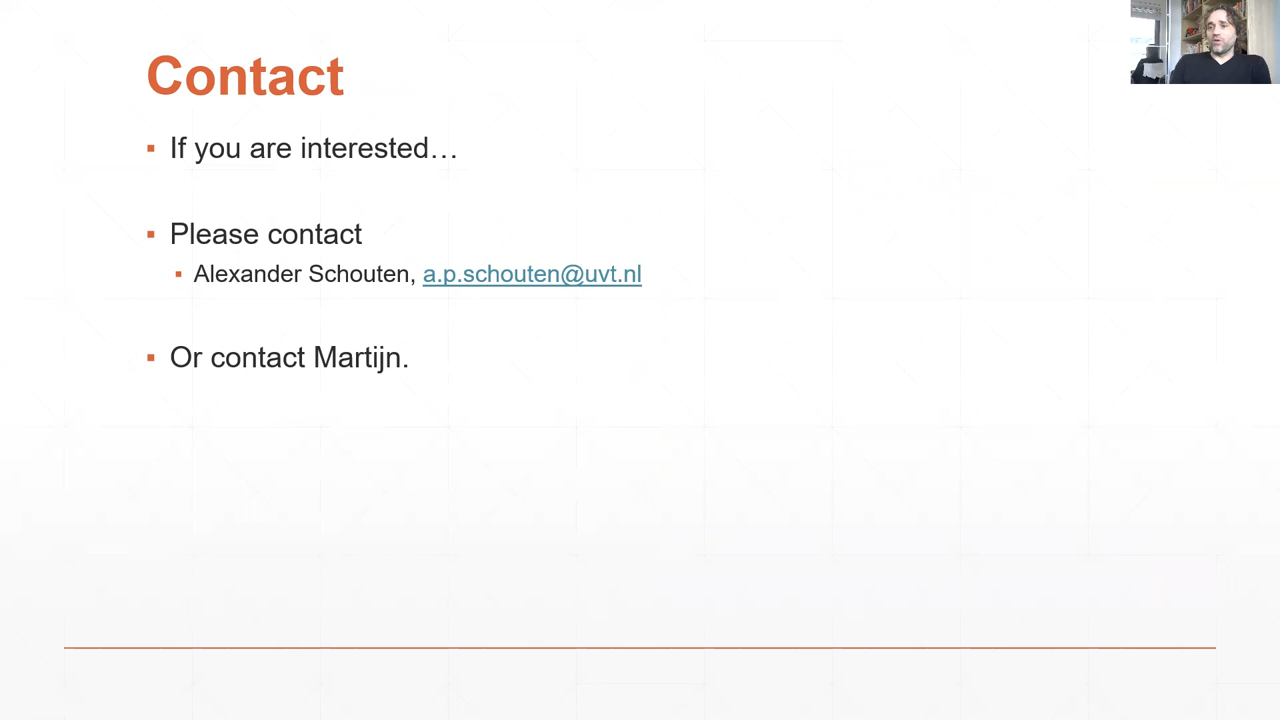 Contact
▪ If you are interested…
▪ Please contact
▪ Alexander Schouten, a.p.schouten@uvt.nl
▪ Or contact Martijn.